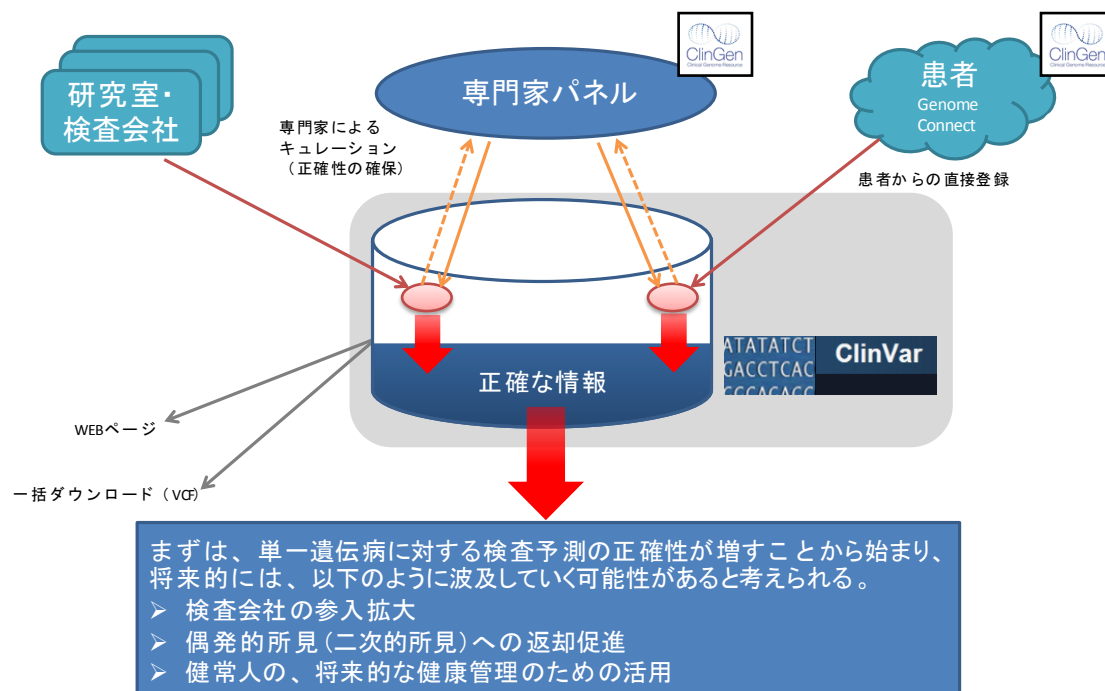 ClinGen
Clinical Genome Resource
ClinGen
Clinical Genome Resource
研究室・
検査会社
専門家パネル
患者
Genome
Connect
専門家による
キュレーション
（正確性の確保）
患者からの直接登録
ATATATCT
GACCTCAC
CCCACACC
ClinVar
正確な情報
WEBページ
一括ダウンロード（VCF）
まずは、単一遺伝病に対する検査予測の正確性が増すことから始まり、
将来的には、以下のように波及していく可能性があると考えられる。
➢ 検査会社の参入拡大
➢ 偶発的所見(二次的所見)への返却促進
➢ 健常人の、将来的な健康管理のための活用